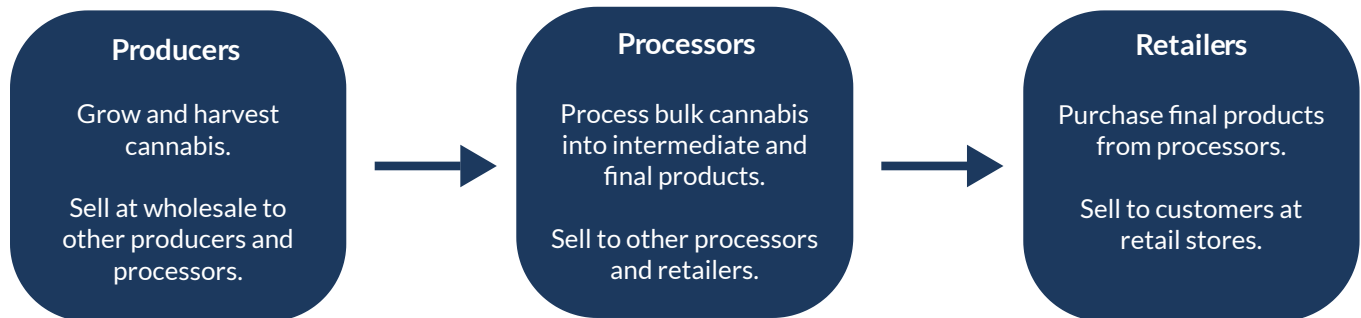 Producers
Grow and harvest
cannabis.
Sell at wholesale to
other producers and
processors.
Processors
Process bulk cannabis
into intermediate and
final products.
Sell to other processors
and retailers.
Retailers
Purchase final products
from processors.
Sell to customers at
retail stores.